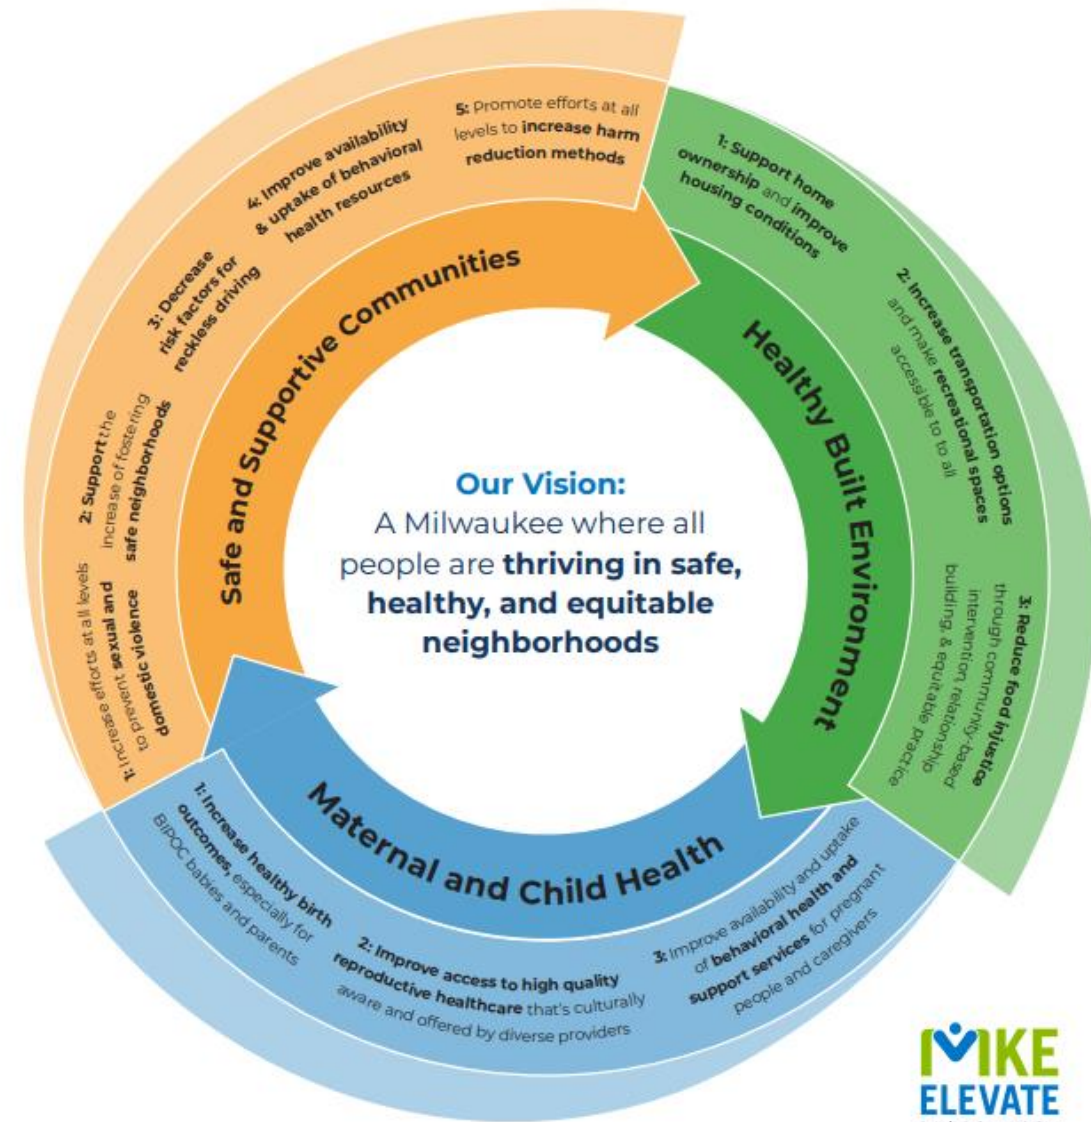 Our Vision:
A Milwaukee where all
people are thriving in safe,
healthy, and equitable
neighborhoods
Safe and Supportive Communities
1: Increase efforts at all levels
to prevent sexual and
domestic violence
2: Support the
increase of fostering
safe neighborhoods
3: Decrease
risk factors for
reckless driving
4: Improve availability
& uptake of behavioral
health resources
5: Promote efforts at all
levels to increase harm
reduction methods
Healthy Built Environment
1: Support home
ownership and improve
housing conditions
2: Increase transportation options
and make recreational spaces
accessible to to all
3: Reduce food injustice
through community-based
intervention, relationship
building, & equitable practice
Maternal and Child Health
1: Increase healthy birth
outcomes, especially for
BIPOC babies and parents
2: Improve access to high quality
reproductive healthcare that's culturally
aware and offered by diverse providers
3: Improve availability and uptake
of behavioral health and
support services for pregnant
people and caregivers
MKE
ELEVATE